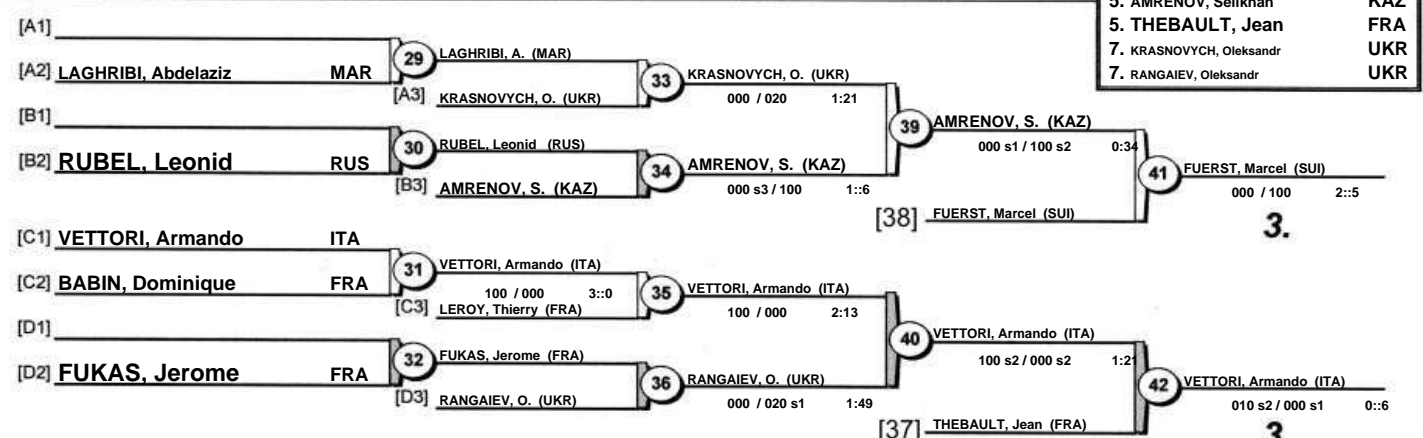 5. AMRENOV, Serikhan KAZ
5. THEBAULT, Jean FRA
7. KRASNOVYCH, Oleksandr UKR
7. RANGAIEV, Oleksandr UKR
[A1]
29 LAGHRIBI, A. (MAR)
[A2] LAGHRIBI, Abdelaziz MAR
33 KRASNOVYCH, O. (UKR)
[A3] KRASNOVYCH, O. (UKR)
000 / 020 1:21
[B1]
39 AMRENOV, S. (KAZ)
000 s1 / 100 s2 0:34
[B2] RUBEL, Leonid RUS
30 RUBEL, Leonid (RUS)
34 AMRENOV, S. (KAZ)
[B3] AMRENOV, S. (KAZ)
000 s3 / 100 1::6
41 FUERST, Marcel (SUI)
000 / 100 2::5
[38] FUERST, Marcel (SUI)
3.
[C1] VETTORI, Armando ITA
31 VETTORI, Armando (ITA)
[C2] BABIN, Dominique FRA
100 / 000 3::0
35 VETTORI, Armando (ITA)
[C3] LEROY, Thierry (FRA)
100 / 000 2:13
[D1]
40 VETTORI, Armando (ITA)
100 s2 / 000 s2 1:21
32 FUKAS, Jerome (FRA)
[D2] FUKAS, Jerome FRA
36 RANGAIEV, O. (UKR)
[D3] RANGAIEV, O. (UKR)
000 / 020 s1 1:49
42 VETTORI, Armando (ITA)
010 s2 / 000 s1 0::6
[37] THEBAULT, Jean (FRA)
3.